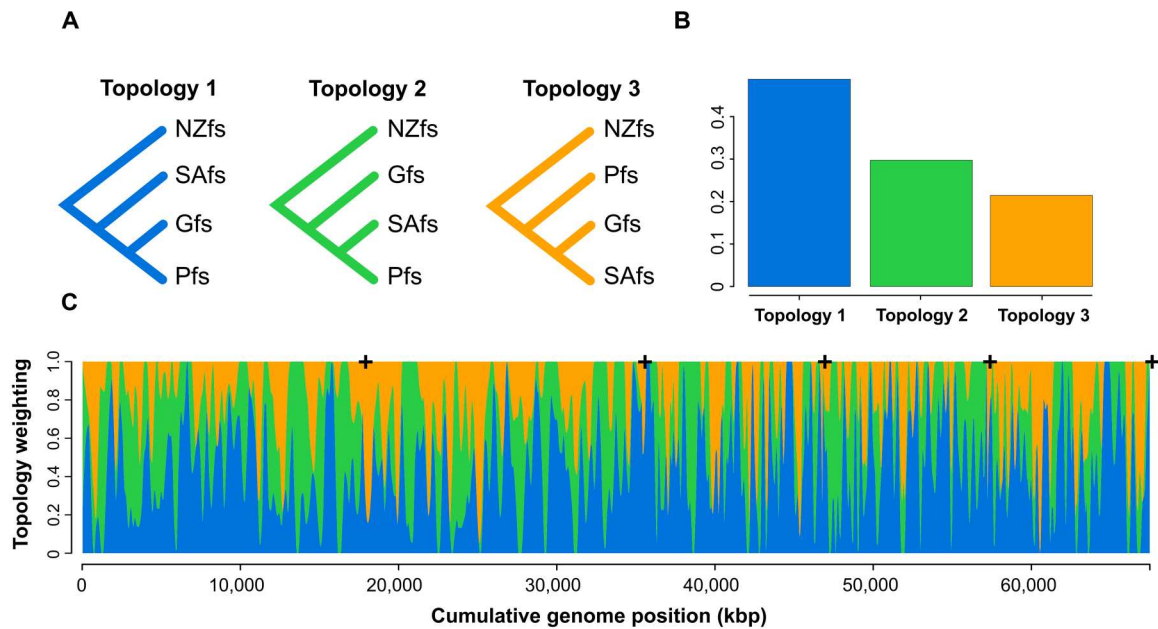 A
B
Topology 1
Topology 2
Topology 3
NZfs
SAfs
Gfs
Pfs
NZfs
Gfs
SAfs
Pfs
NZfs
Pfs
Gfs
SAfs
0.4
0.3
0.2
0.1
0
Topology 1
Topology 2
Topology 3
C
Topology weighting
1.0
0.8
0.6
0.4
0.2
0
0
10,000
20,000
30,000
40,000
50,000
60,000
Cumulative genome position (kbp)